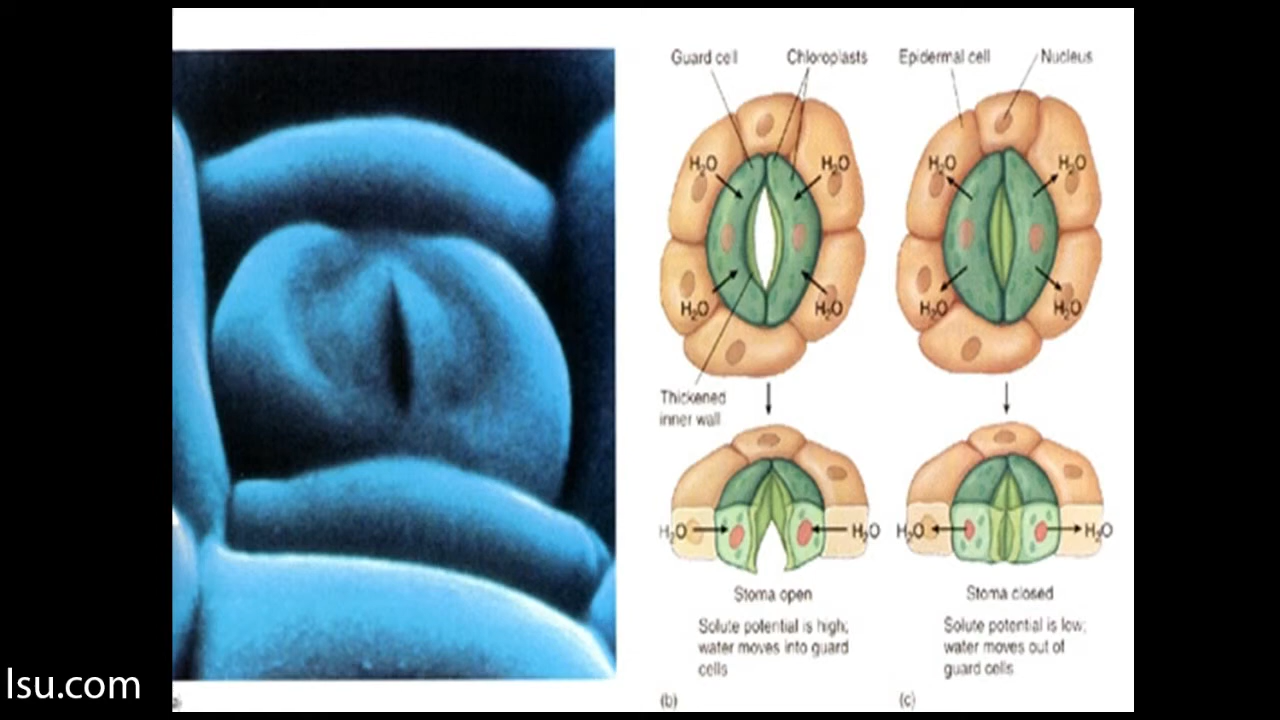 Guard cell
Chloroplasts
Epidermal cell
Nucleus
H₂O
H₂O
H₂O
H₂O
H₂O
H₂O
H₂O
H₂O
Thickened
inner wall
H₂O
H₂O
H₂O
H₂O
Stoma open
Stoma closed
Solute potential is high;
water moves into guard
cells
Solute potential is low;
water moves out of
guard cells
lsu.com
(b)
(c)